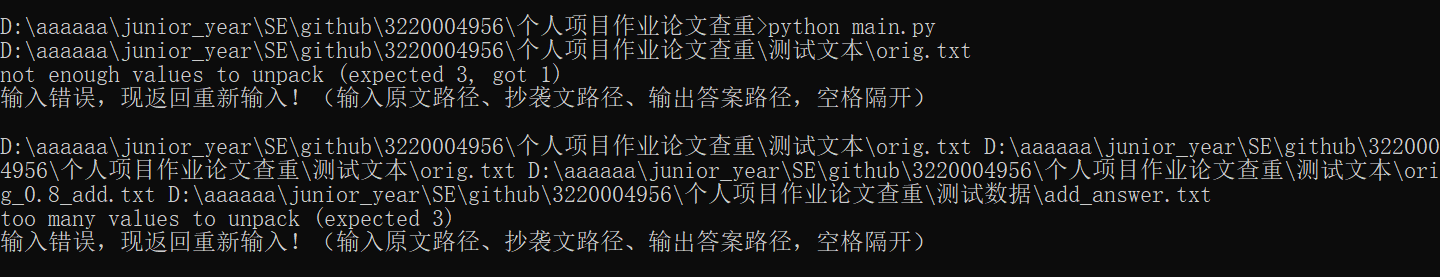 D:\aaaaaa\junior_year\SE\github\3220004956\个人项目作业论文查重>python main.py
D:\aaaaaa\junior_year\SE\github\3220004956\个人项目作业论文查重\测试文本\orig.txt
not enough values to unpack (expected 3, got 1)
输入错误，现返回重新输入！（输入原文路径、抄袭文路径、输出答案路径，空格隔开）
D:\aaaaaa\junior_year\SE\github\3220004956\个人项目作业论文查重\测试文本\orig.txt D:\aaaaaa\junior_year\SE\github\322000
4956\个人项目作业论文查重\测试文本\orig.txt D:\aaaaaa\junior_year\SE\github\3220004956\个人项目作业论文查重\测试文本\ori
g_0.8_add.txt D:\aaaaaa\junior_year\SE\github\3220004956\个人项目作业论文查重\测试数据\add_answer.txt
too many values to unpack (expected 3)
输入错误，现返回重新输入！（输入原文路径、抄袭文路径、输出答案路径，空格隔开）